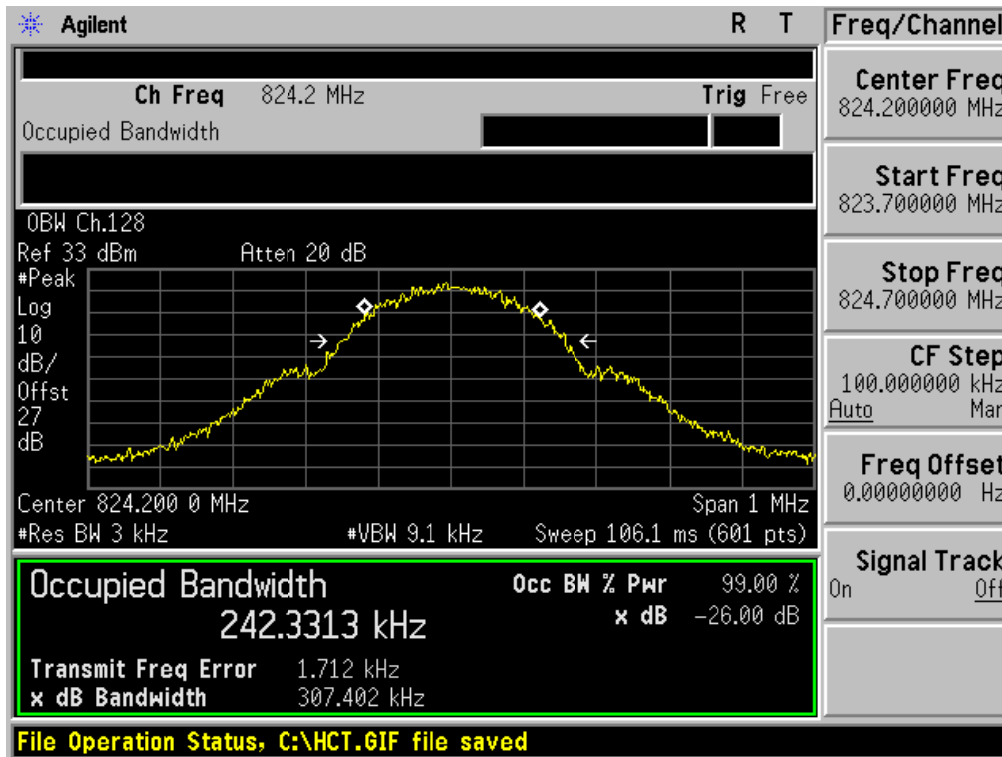 Agilent R T
Freq/Channel
Ch Freq 824.2 MHz Trig Free
Occupied Bandwidth
OBW Ch.128
Ref 33 dBm Atten 20 dB
#Peak
Log
10
dB/
Offst
27
dB
Center 824.200 0 MHz Span 1 MHz
#Res BW 3 kHz #VBW 9.1 kHz Sweep 106.1 ms (601 pts)
Occupied Bandwidth
242.3313 kHz
Occ BW % Pwr 99.00 %
x dB -26.00 dB
Transmit Freq Error 1.712 kHz
x dB Bandwidth 307.402 kHz
Center Freq
824.200000 MHz
Start Freq
823.700000 MHz
Stop Freq
824.700000 MHz
CF Step
100.000000 kHz
Auto Man
Freq Offset
0.00000000 Hz
Signal Track
On Off
File Operation Status, C:\HCT.GIF file saved